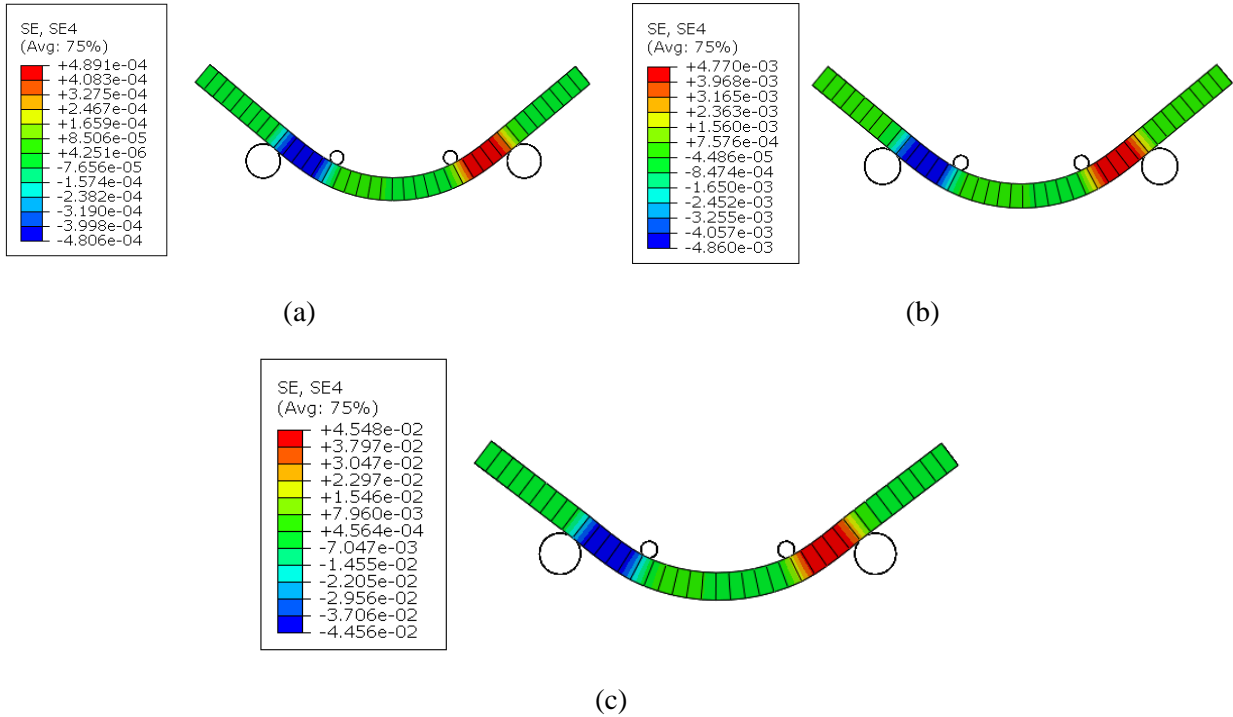 SE, SE4
(Avg: 75%)
+4.891e-04
+4.083e-04
+3.275e-04
+2.467e-04
+1.659e-04
+8.506e-05
+4.251e-06
-7.656e-05
-1.574e-04
-2.382e-04
-3.190e-04
-3.998e-04
-4.806e-04
(a)
SE, SE4
(Avg: 75%)
+4.770e-03
+3.968e-03
+3.165e-03
+2.363e-03
+1.560e-03
+7.576e-04
-4.486e-05
-8.474e-04
-1.650e-03
-2.452e-03
-3.255e-03
-4.057e-03
-4.860e-03
(b)
SE, SE4
(Avg: 75%)
+4.548e-02
+3.797e-02
+3.047e-02
+2.297e-02
+1.546e-02
+7.960e-03
+4.564e-04
-7.047e-03
-1.455e-02
-2.205e-02
-2.956e-02
-3.706e-02
-4.456e-02
(c)